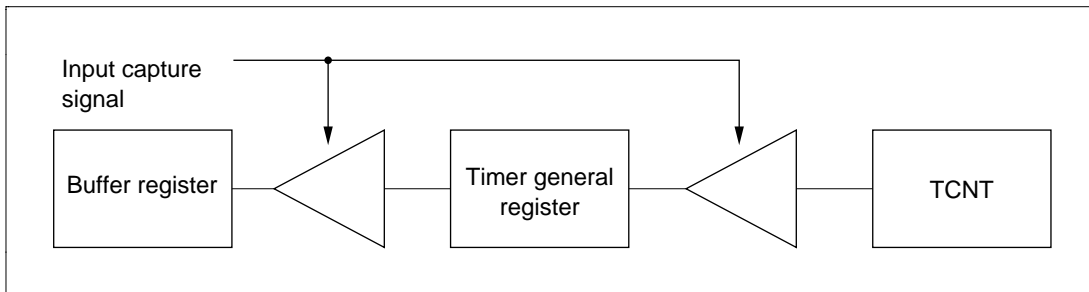 Input capture
signal
Buffer register
Timer general
register
TCNT